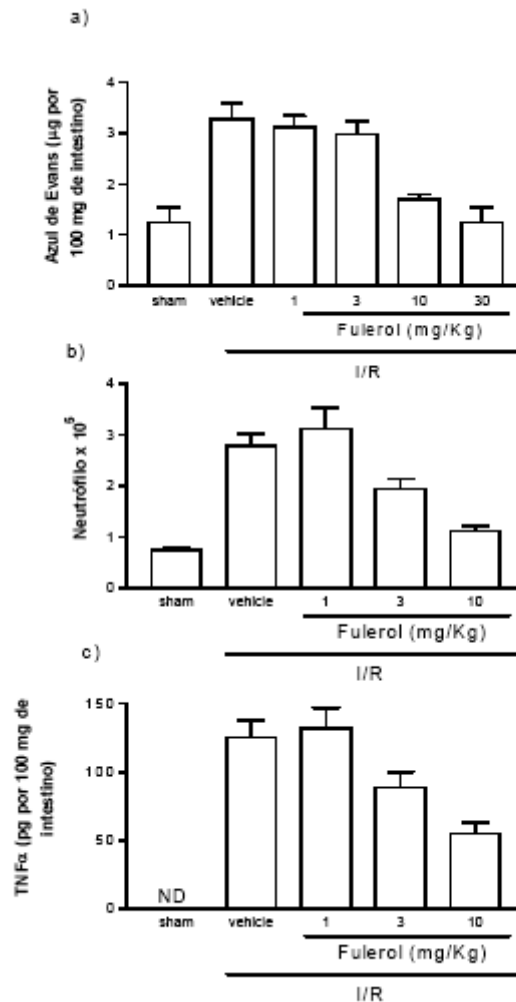 a)
Azul de Evans (µg por
100 mg de intestino)
4
3
2
1
0
sham vehicle 1 3 10 30
Fulerol (mg/Kg)
I/R
b)
Neutrófilo x 10⁵
4
3
2
1
0
sham vehicle 1 3 10
Fulerol (mg/Kg)
I/R
c)
TNFα (pg por 100 mg de
intestino)
150
100
50
0
ND
sham vehicle 1 3 10
Fulerol (mg/Kg)
I/R